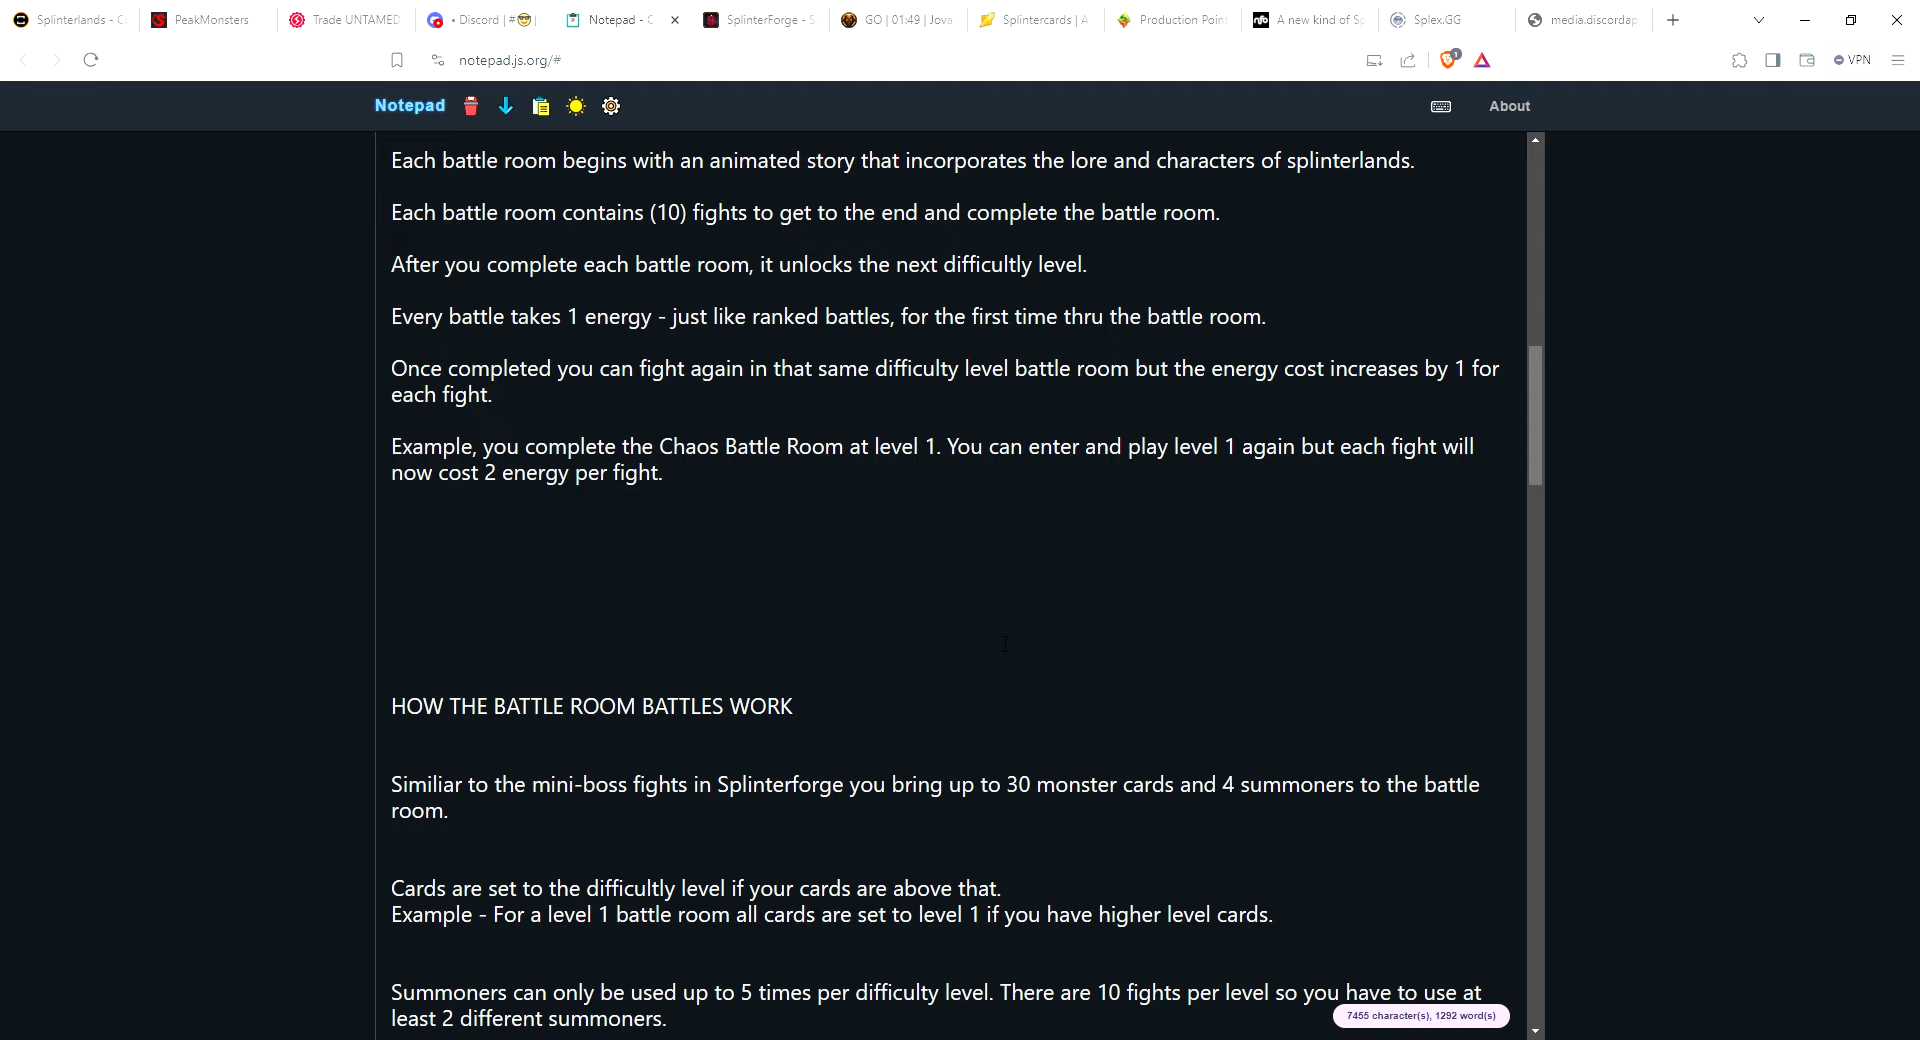 Splinterlands - C
PeakMonsters
Trade UNTAMED
• Discord | #😎 |
Notepad - C
SplinterForge - S
GO | 01:49 | Jova
Splintercards | A
Production Point
A new kind of Sp
Splex.GG
media.discordap
notepad.js.org/#
1
VPN
Notepad
About
Each battle room begins with an animated story that incorporates the lore and characters of splinterlands.
Each battle room contains (10) fights to get to the end and complete the battle room.
After you complete each battle room, it unlocks the next difficultly level.
Every battle takes 1 energy - just like ranked battles, for the first time thru the battle room.
Once completed you can fight again in that same difficulty level battle room but the energy cost increases by 1 for
each fight.
Example, you complete the Chaos Battle Room at level 1. You can enter and play level 1 again but each fight will
now cost 2 energy per fight.
HOW THE BATTLE ROOM BATTLES WORK
Similiar to the mini-boss fights in Splinterforge you bring up to 30 monster cards and 4 summoners to the battle
room.
Cards are set to the difficultly level if your cards are above that.
Example - For a level 1 battle room all cards are set to level 1 if you have higher level cards.
Summoners can only be used up to 5 times per difficulty level. There are 10 fights per level so you have to use at
least 2 different summoners.
7455 character(s), 1292 word(s)